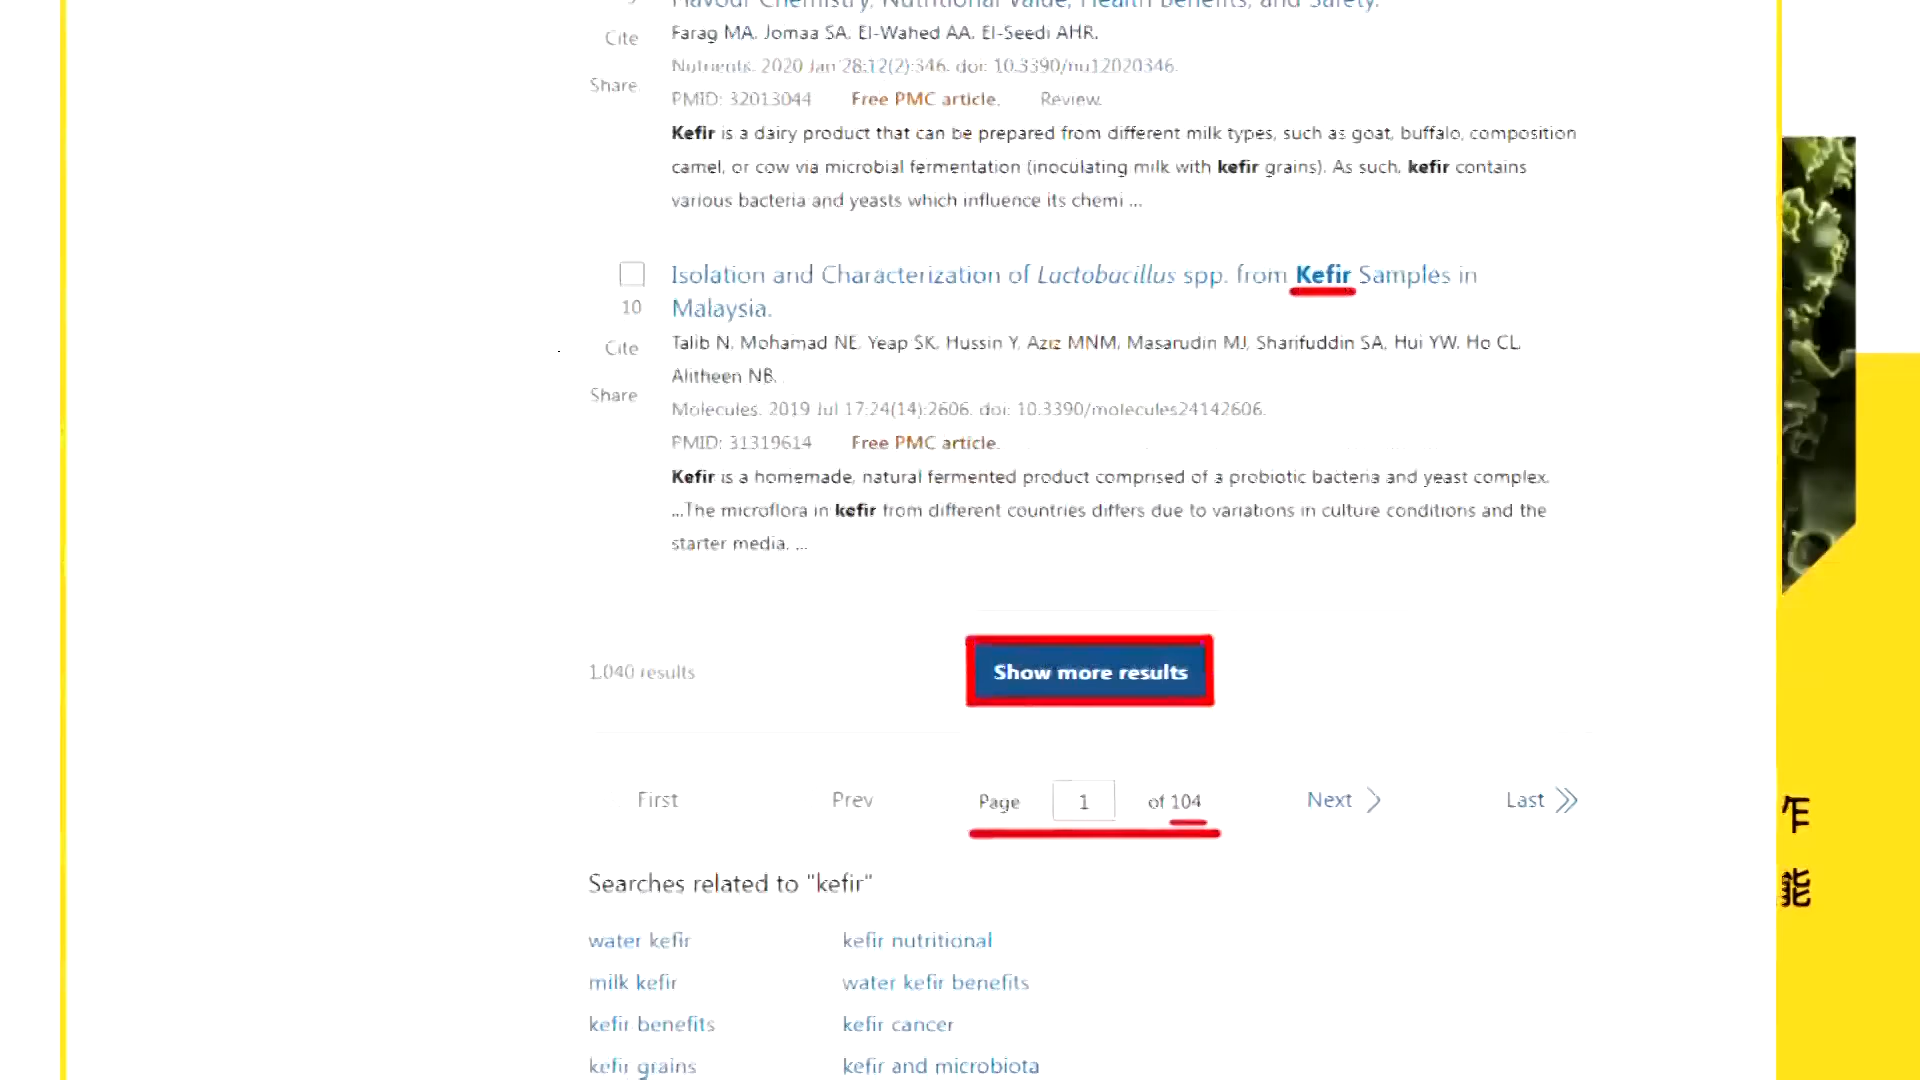 Flavour Chemistry, Nutritional Value, Health Benefits, and Safety.
Cite
Farag MA, Jomaa SA, El-Wahed AA, El-Seedi AHR.
Nutrients. 2020 Jan 28;12(2):346. doi: 10.3390/nu12020346.
Share
PMID: 32013044 Free PMC article. Review.
Kefir is a dairy product that can be prepared from different milk types, such as goat, buffalo, composition
camel, or cow via microbial fermentation (inoculating milk with kefir grains). As such, kefir contains
various bacteria and yeasts which influence its chemi ...
Isolation and Characterization of Lactobacillus spp. from Kefir Samples in
10
Malaysia.
Cite
Talib N, Mohamad NE, Yeap SK, Hussin Y, Aziz MNM, Masarudin MJ, Sharifuddin SA, Hui YW, Ho CL,
Alitheen NB.
Share
Molecules. 2019 Jul 17;24(14):2606. doi: 10.3390/molecules24142606.
PMID: 31319614 Free PMC article.
Kefir is a homemade, natural fermented product comprised of a probiotic bacteria and yeast complex.
...The microflora in kefir from different countries differs due to variations in culture conditions and the
starter media. ...
1,040 results
Show more results
First Prev Page 1 of 104 Next Last
Searches related to "kefir"
water kefir
kefir nutritional
milk kefir
water kefir benefits
kefir benefits
kefir cancer
kefir grains
kefir and microbiota
能